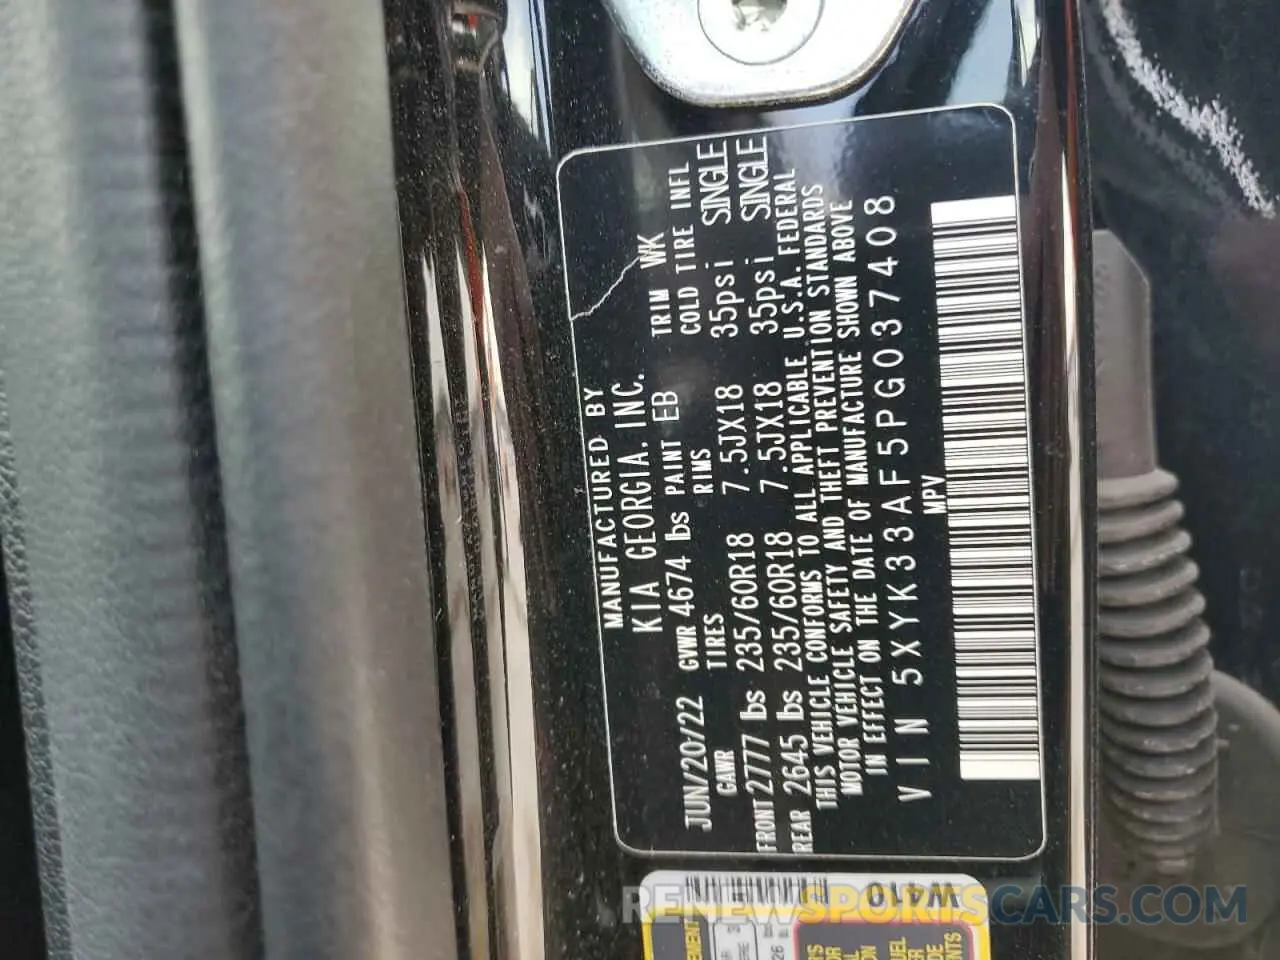 MANUFACTURED BY
KIA GEORGIA, INC.
JUN/20/22 GVWR 4674 lbs PAINT EB TRIM WK
GAWR TIRES RIMS COLD TIRE INFL
FRONT 2777 lbs 235/60R18 7.5JX18 35psi SINGLE
REAR 2645 lbs 235/60R18 7.5JX18 35psi SINGLE
THIS VEHICLE CONFORMS TO ALL APPLICABLE U.S.A. FEDERAL
MOTOR VEHICLE SAFETY AND THEFT PREVENTION STANDARDS
IN EFFECT ON THE DATE OF MANUFACTURE SHOWN ABOVE
VIN 5XYK33AF5PG037408
MPV
W410
RENEWSPORTSCARS.COM